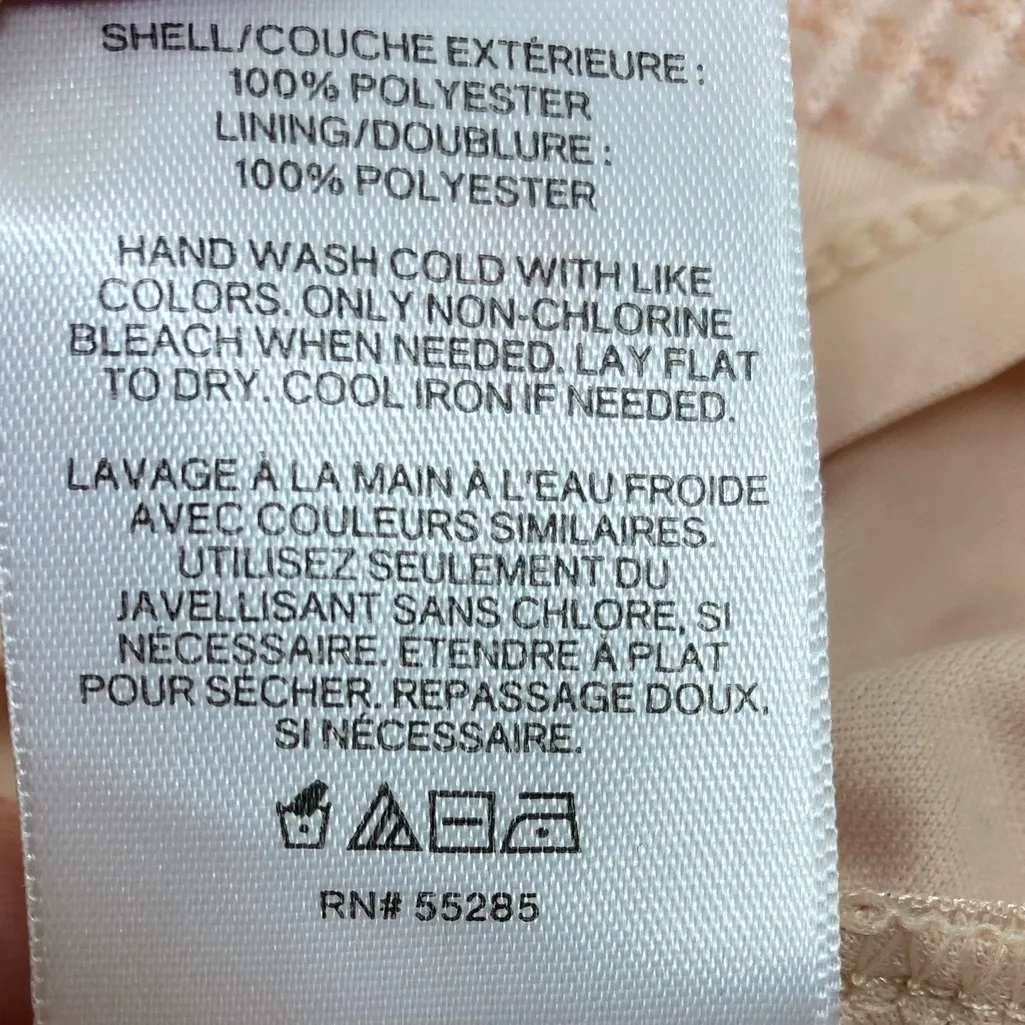 SHELL/COUCHE EXTÉRIEURE :
100% POLYESTER
LINING/DOUBLURE :
100% POLYESTER
HAND WASH COLD WITH LIKE
COLORS. ONLY NON-CHLORINE
BLEACH WHEN NEEDED. LAY FLAT
TO DRY. COOL IRON IF NEEDED.
LAVAGE À LA MAIN À L'EAU FROIDE
AVEC COULEURS SIMILAIRES.
UTILISEZ SEULEMENT DU
JAVELLISANT SANS CHLORE, SI
NÉCESSAIRE. ETENDRE À PLAT
POUR SÉCHER. REPASSAGE DOUX,
SI NÉCESSAIRE.
RN# 55285